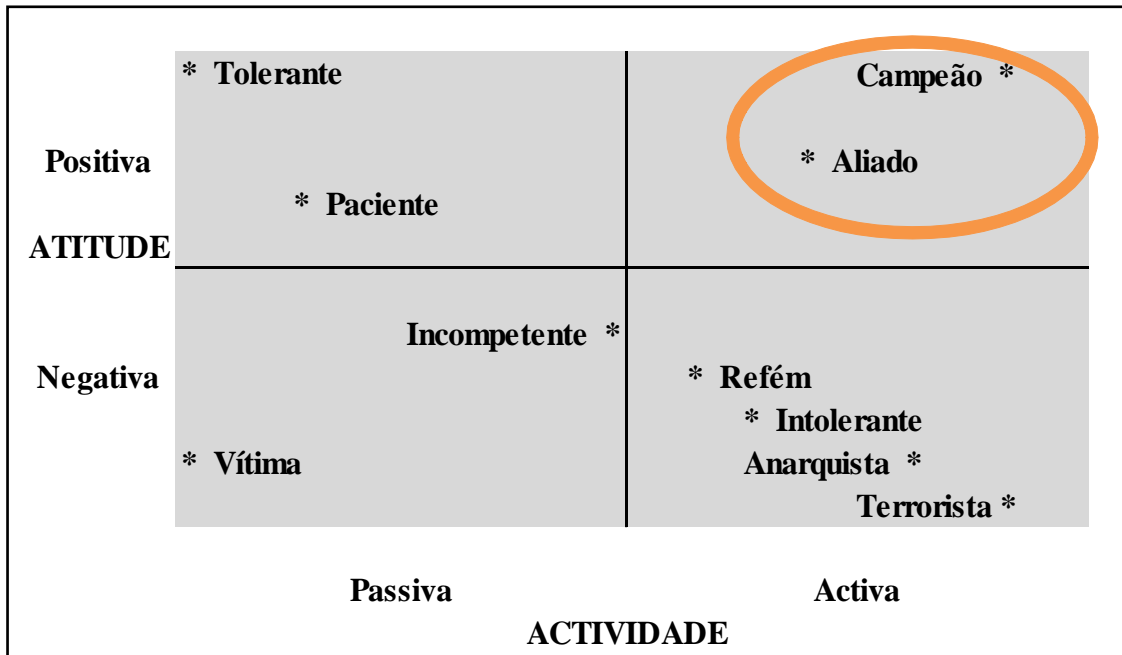 * Tolerante
Campeão *
Positiva
* Aliado
* Paciente
ATITUDE
Incompetente *
Negativa
* Refém
* Intolerante
* Vítima
Anarquista *
Terrorista *
Passiva
Activa
ACTIVIDADE